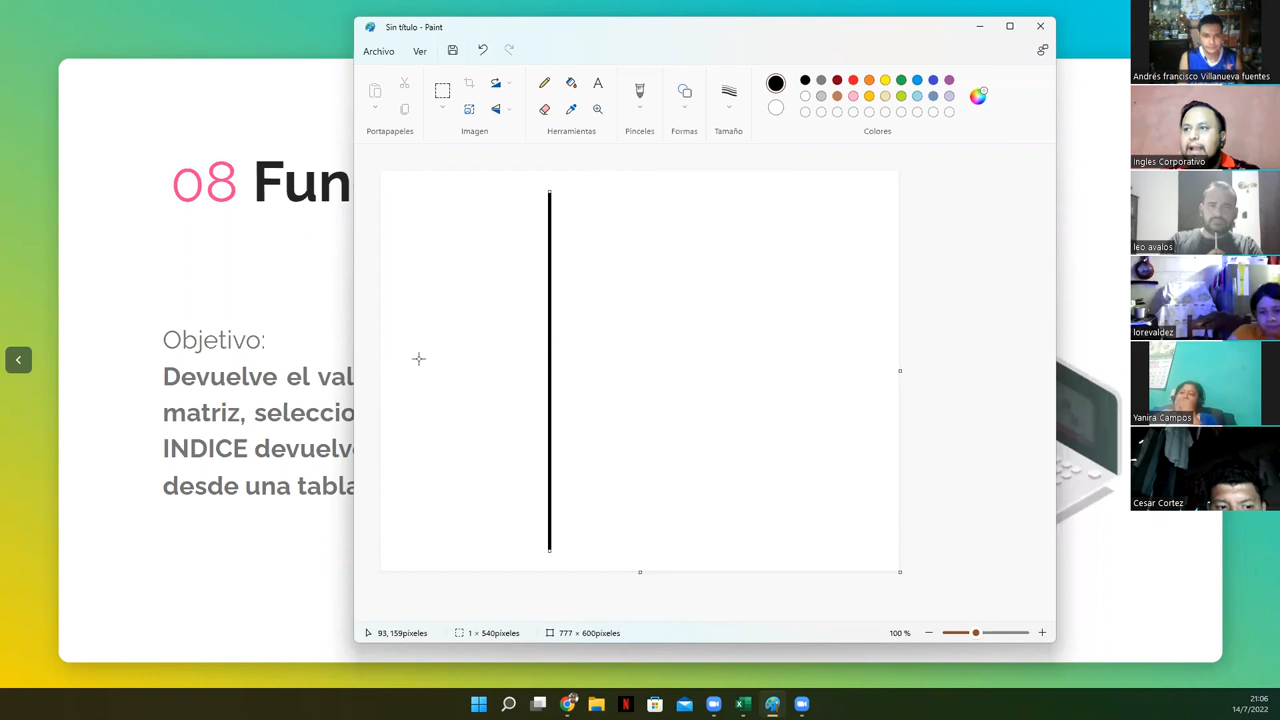 Sin título - Paint
Archivo Ver
Portapapeles
Imagen
Herramientas
Pinceles
Formas
Tamaño
Colores
08 Fun
Objetivo:
Devuelve el val
matriz, seleccio
INDICE devuelve
desde una tabla
93, 159píxeles
1 × 540píxeles
777 × 600píxeles
100 %
Andrés francisco Villanueva fuentes
Ingles Corporativo
leo avalos
lorevaldez
Yanira Campos
Cesar Cortez
21:06
14/7/2022